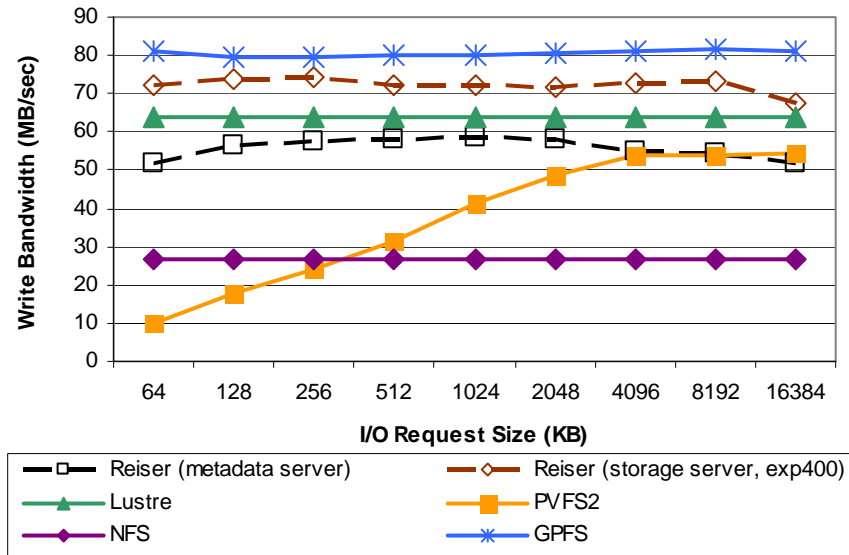 90
80
70
60
50
40
30
20
10
0
Write Bandwidth (MB/sec)
64 128 256 512 1024 2048 4096 8192 16384
I/O Request Size (KB)
Reiser (metadata server) Reiser (storage server, exp400)
Lustre PVFS2
NFS GPFS